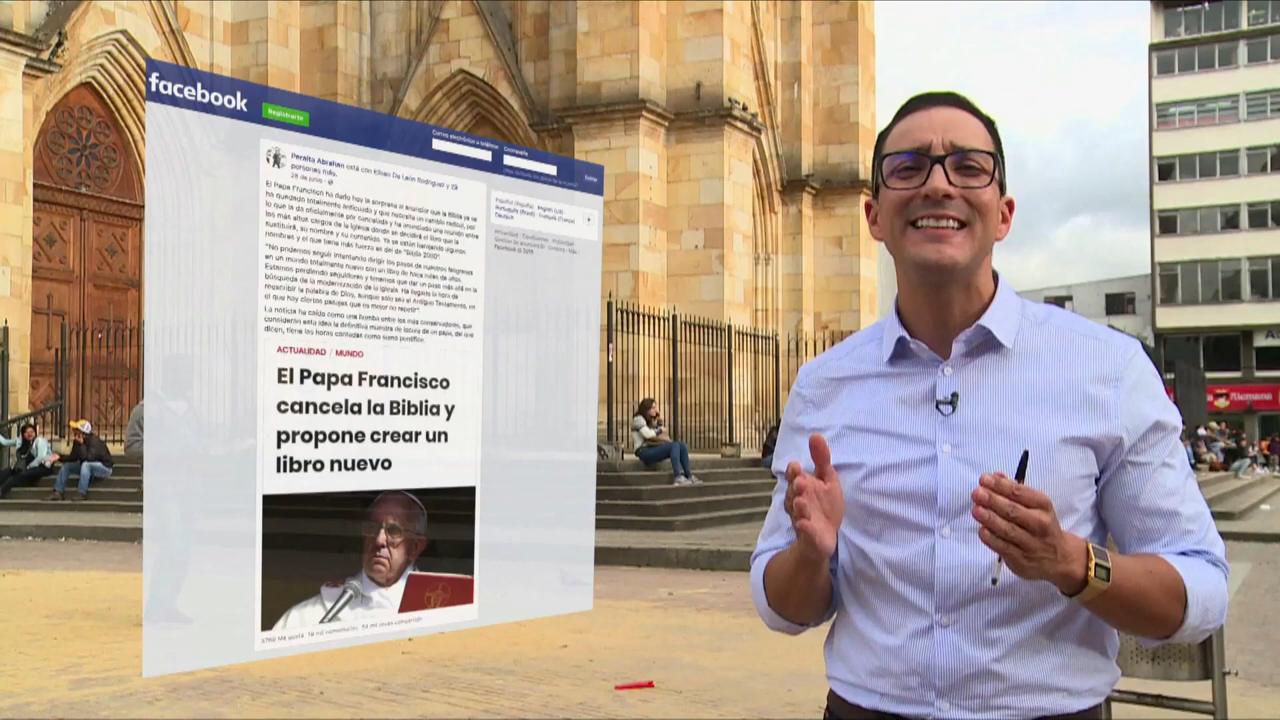 facebook
Registrarte
Correo electrónico o teléfono
Contraseña
Peralta Abrahan está con Eliseo De León Rodríguez y
personas más.
28 de junio
El Papa Francisco ha dado hoy la sorpresa al anunciar que la Biblia ya se
ha quedado totalmente anticuada y que necesita un cambio radical, por
lo que la da oficialmente por cancelada y ha anunciado una reunión entre
los más altos cargos de la iglesia donde se decidirá el libro que la
sustituirá, su nombre y su contenido. Ya se están barajando algunos
nombres y el que tiene más fuerza es el de "Biblia 2000".
"No podemos seguir intentando dirigir los pasos de nuestros feligreses
en un mundo totalmente nuevo con un libro de hace miles de años.
Estamos perdiendo seguidores y tenemos que dar un paso más allá en la
búsqueda de la modernización de la iglesia. Ha llegado la hora de
reescribir la palabra de Dios, aunque sólo sea el Antiguo Testamento, en
el que hay ciertos pasajes que es mejor no repetir".
La noticia ha caído como una bomba entre los más conservadores, que
consideran esta idea la definitiva muestra de locura de un papa, del que
dicen, tiene las horas contadas como sumo pontífice.
ACTUALIDAD / MUNDO
El Papa Francisco
cancela la Biblia y
propone crear un
libro nuevo